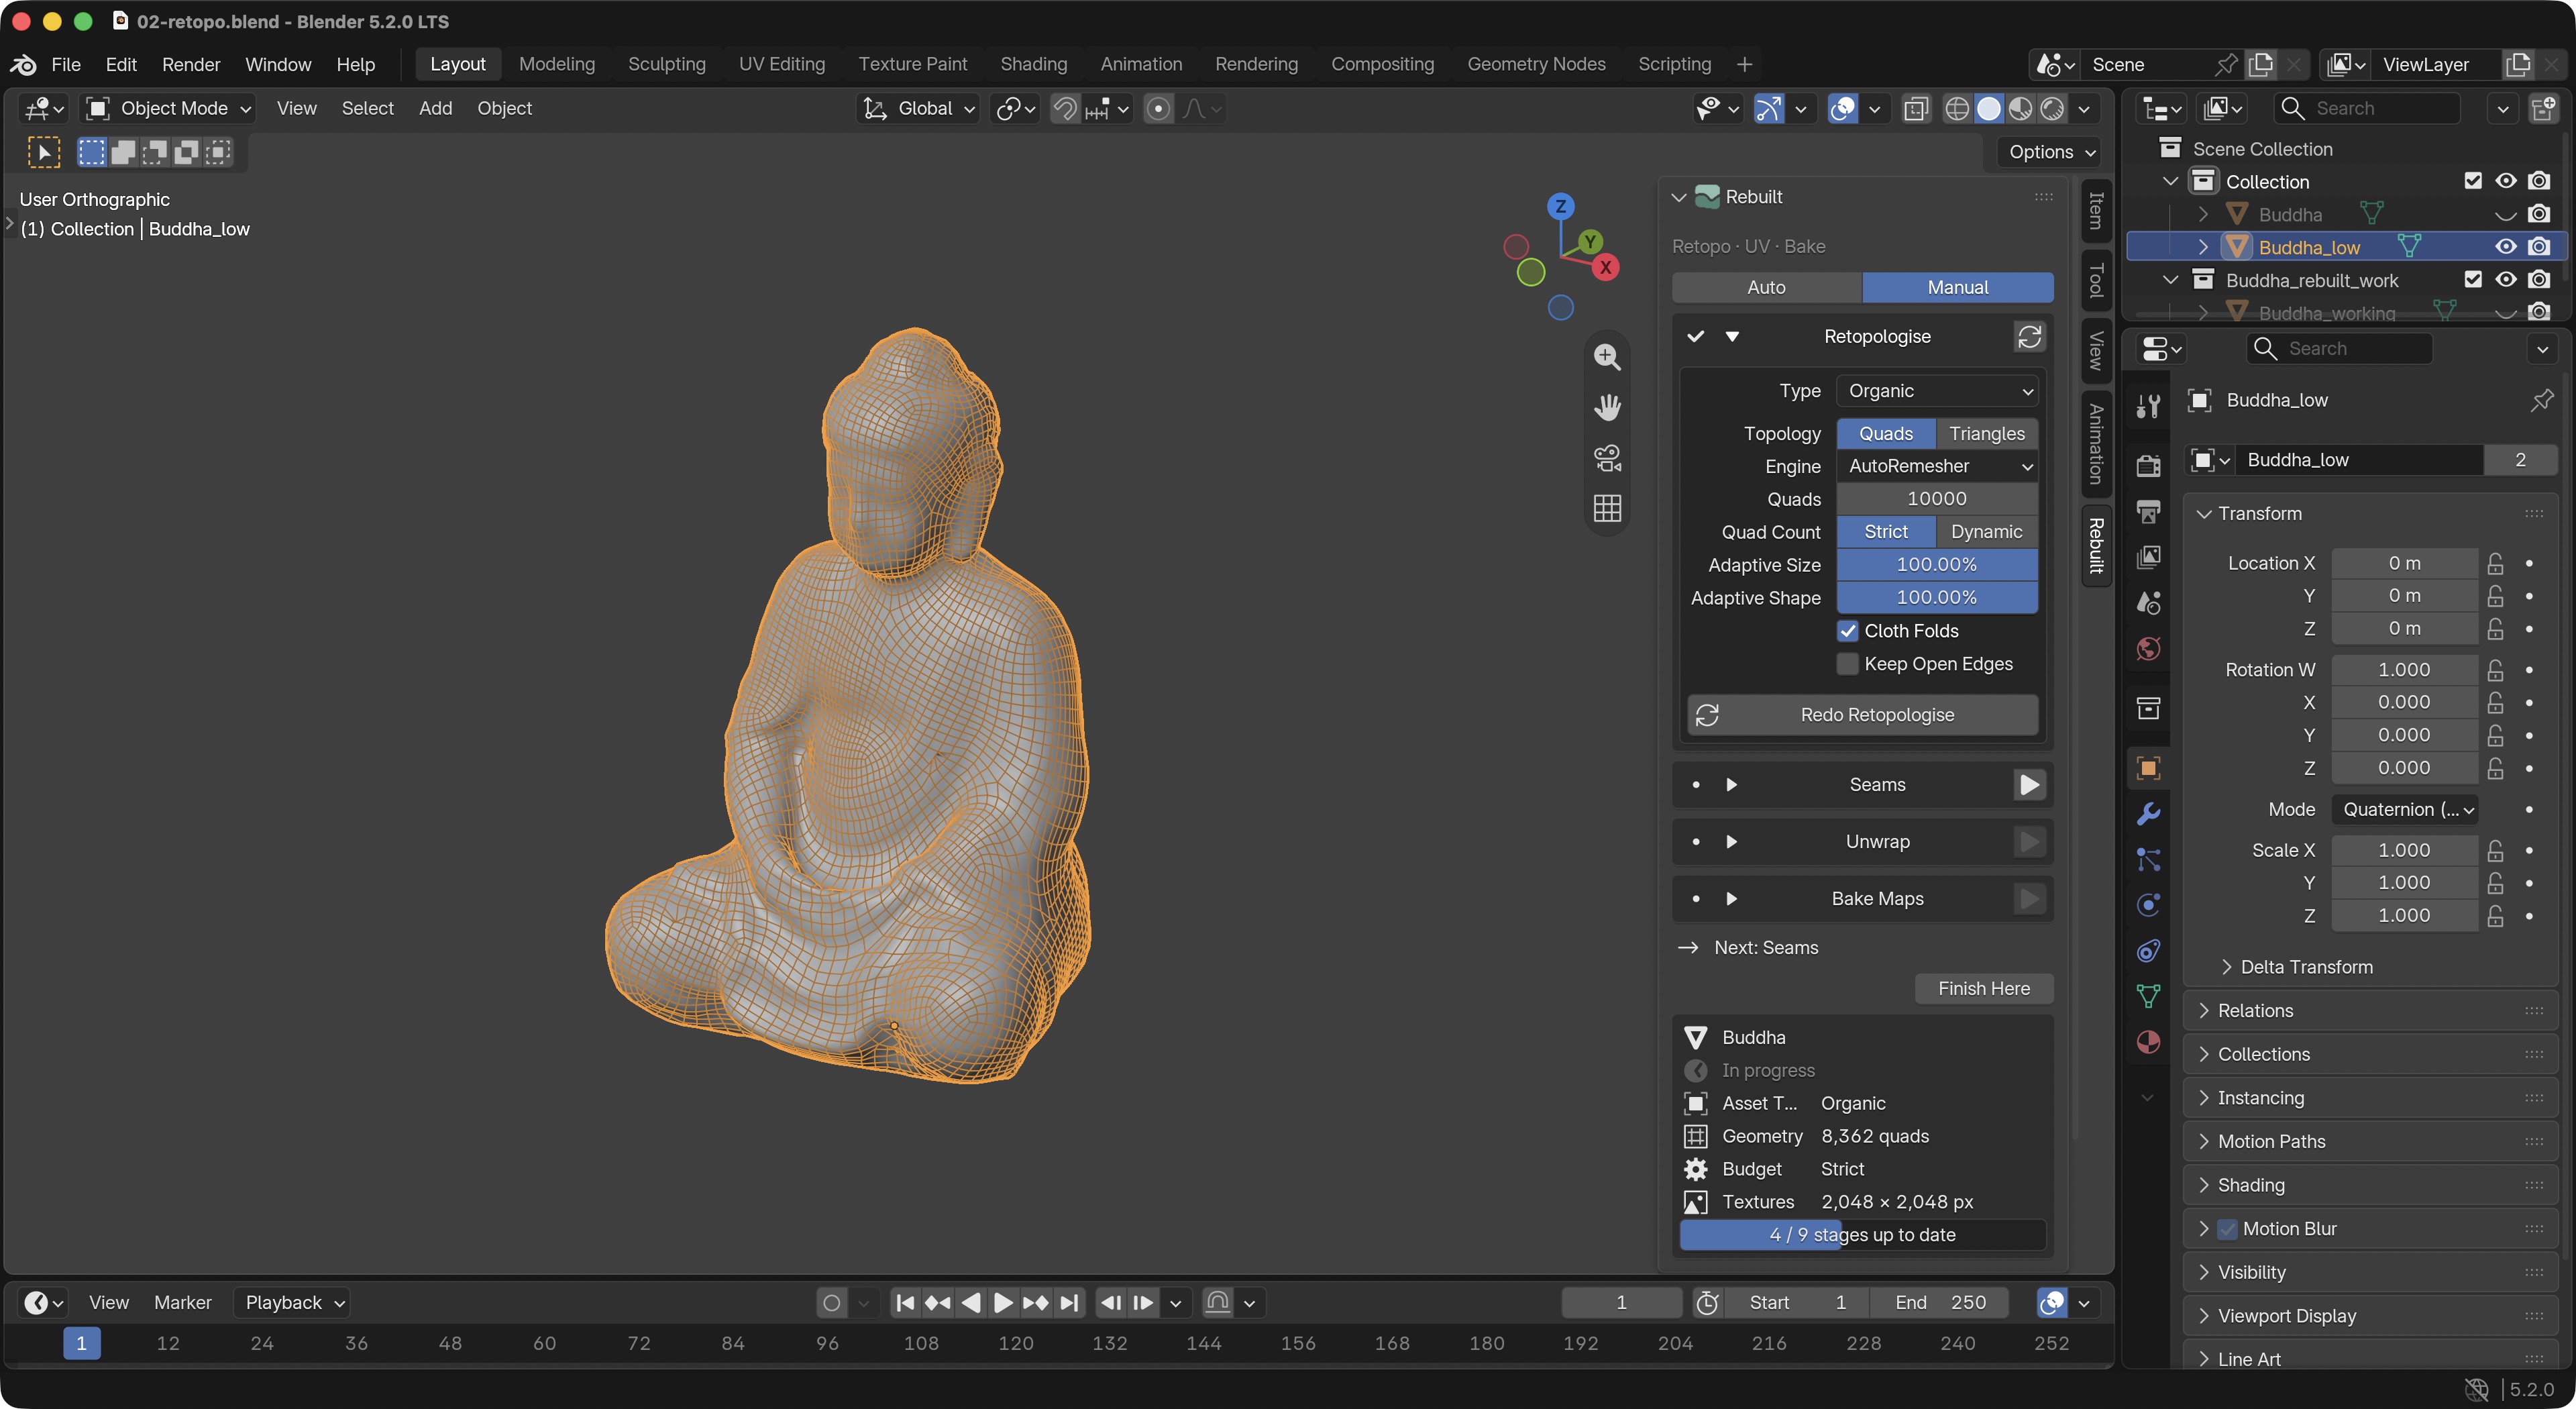 02-retopo.blend - Blender 5.2.0 LTS
File Edit Render Window Help Layout Modeling Sculpting UV Editing Texture Paint Shading Animation Rendering Compositing Geometry Nodes Scripting + Scene ViewLayer
Object Mode View Select Add Object Global Search
Options
User Orthographic
(1) Collection | Buddha_low
Z
Y
X
Rebuilt
Retopo · UV · Bake
Auto Manual
Retopologise
Type Organic
Topology Quads Triangles
Engine AutoRemesher
Quads 10000
Quad Count Strict Dynamic
Adaptive Size 100.00%
Adaptive Shape 100.00%
Cloth Folds
Keep Open Edges
Redo Retopologise
Seams
Unwrap
Bake Maps
Next: Seams
Finish Here
Buddha
In progress
Asset T... Organic
Geometry 8,362 quads
Budget Strict
Textures 2,048 × 2,048 px
4 / 9 stages up to date
Item
Tool
View
Animation
Rebuilt
Scene Collection
Collection
Buddha
Buddha_low
Buddha_rebuilt_work
Buddha_working
Search
Buddha_low
Buddha_low 2
Transform
Location X 0 m
Y 0 m
Z 0 m
Rotation W 1.000
X 0.000
Y 0.000
Z 0.000
Mode Quaternion (...
Scale X 1.000
Y 1.000
Z 1.000
Delta Transform
Relations
Collections
Instancing
Motion Paths
Shading
Motion Blur
Visibility
Viewport Display
Line Art
View Marker Playback 1 Start 1 End 250
1 12 24 36 48 60 72 84 96 108 120 132 144 156 168 180 192 204 216 228 240 252
5.2.0